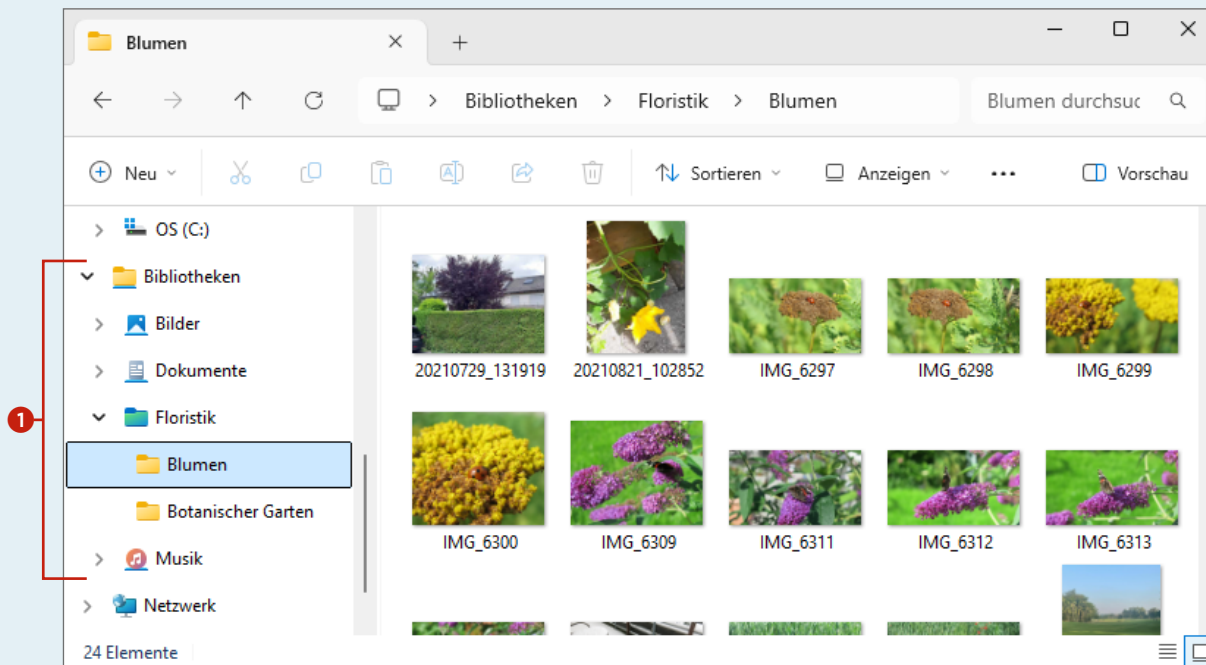 Blumen
Bibliotheken > Floristik > Blumen
Blumen durchsuc
Neu
Sortieren
Anzeigen
Vorschau
OS (C:)
Bibliotheken
Bilder
Dokumente
1
Floristik
Blumen
Botanischer Garten
Musik
Netzwerk
20210729_131919
20210821_102852
IMG_6297
IMG_6298
IMG_6299
IMG_6300
IMG_6309
IMG_6311
IMG_6312
IMG_6313
24 Elemente